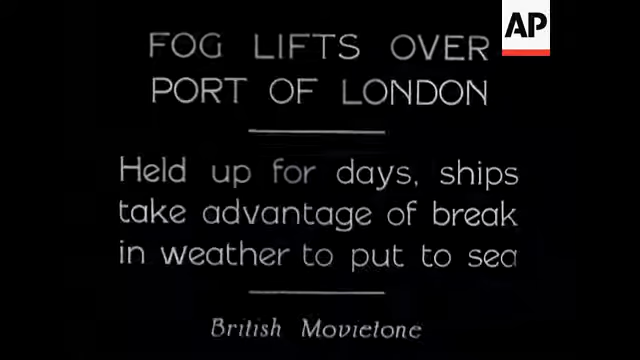 AP
FOG LIFTS OVER
PORT OF LONDON
Held up for days, ships
take advantage of break
in weather to put to sea
British Movietone